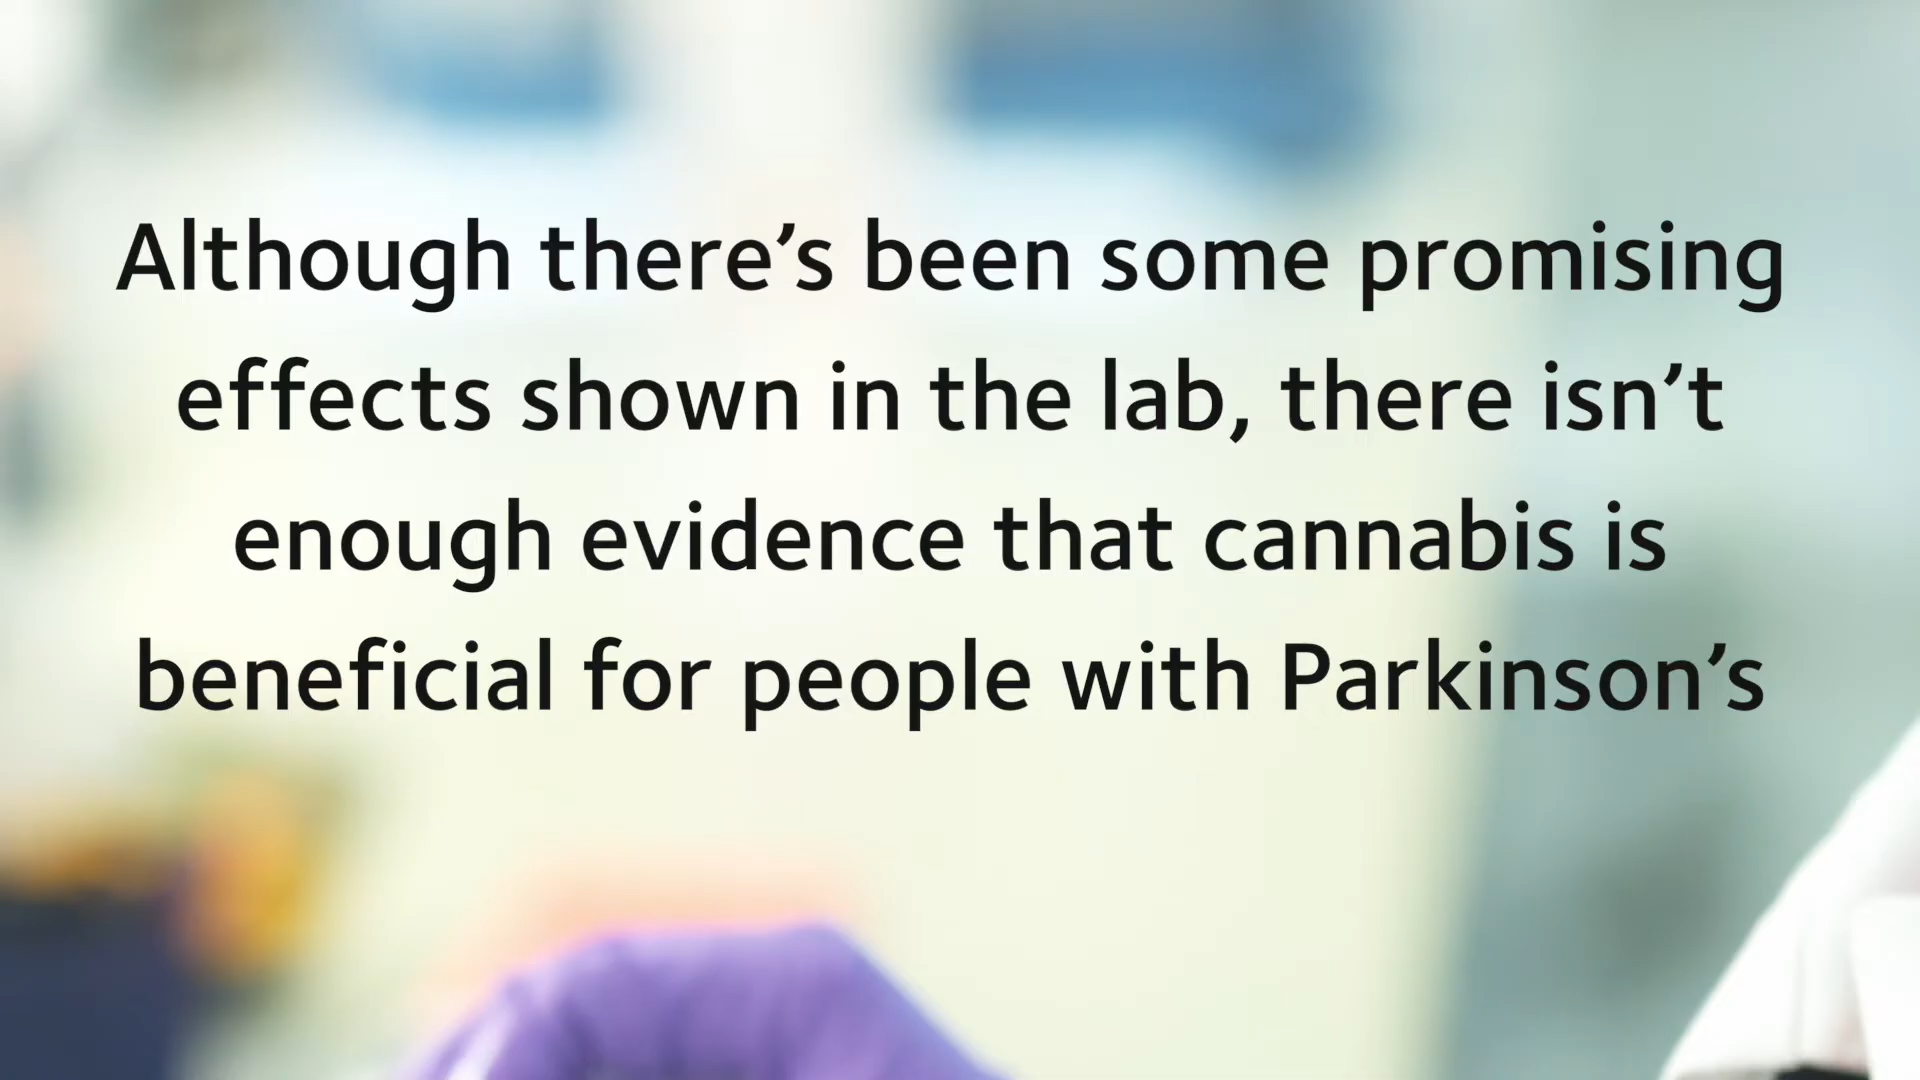 Although there’s been some promising
effects shown in the lab, there isn’t
enough evidence that cannabis is
beneficial for people with Parkinson’s